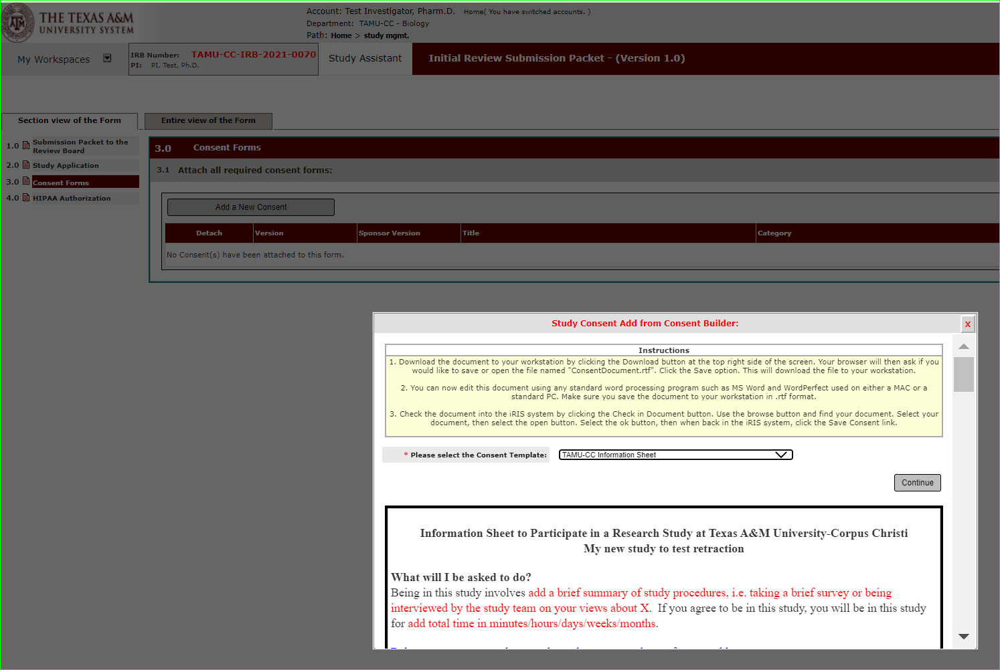 THE TEXAS A&M
UNIVERSITY SYSTEM
ATM
Account: Test Investigator, Pharm.D. Home( You have switched accounts. )
Department: TAMU-CC - Biology
Path: Home > study mgmt.
My Workspaces
IRB Number: TAMU-CC-IRB-2021-0070
PI: PI, Test, Ph.D.
Study Assistant
Initial Review Submission Packet - (Version 1.0)
Section view of the Form
Entire view of the Form
1.0 Submission Packet to the
Review Board
2.0 Study Application
3.0 Consent Forms
4.0 HIPAA Authorization
3.0 Consent Forms
3.1 Attach all required consent forms:
Add a New Consent
Detach Version Sponsor Version Title Category
No Consent(s) have been attached to this form.
Study Consent Add from Consent Builder:
X
Instructions
1. Download the document to your workstation by clicking the Download button at the top right side of the screen. Your browser will then ask if you
would like to save or open the file named "ConsentDocument.rtf". Click the Save option. This will download the file to your workstation.
2. You can now edit this document using any standard word processing program such as MS Word and WordPerfect used on either a MAC or a
standard PC. Make sure you save the document to your workstation in .rtf format.
3. Check the document into the iRIS system by clicking the Check in Document button. Use the browse button and find your document. Select your
document, then select the open button. Select the ok button, then when back in the iRIS system, click the Save Consent link.
* Please select the Consent Template: TAMU-CC Information Sheet
Continue
Information Sheet to Participate in a Research Study at Texas A&M University-Corpus Christi
My new study to test retraction
What will I be asked to do?
Being in this study involves add a brief summary of study procedures, i.e. taking a brief survey or being
interviewed by the study team on your views about X. If you agree to be in this study, you will be in this study
for add total time in minutes/hours/days/weeks/months.